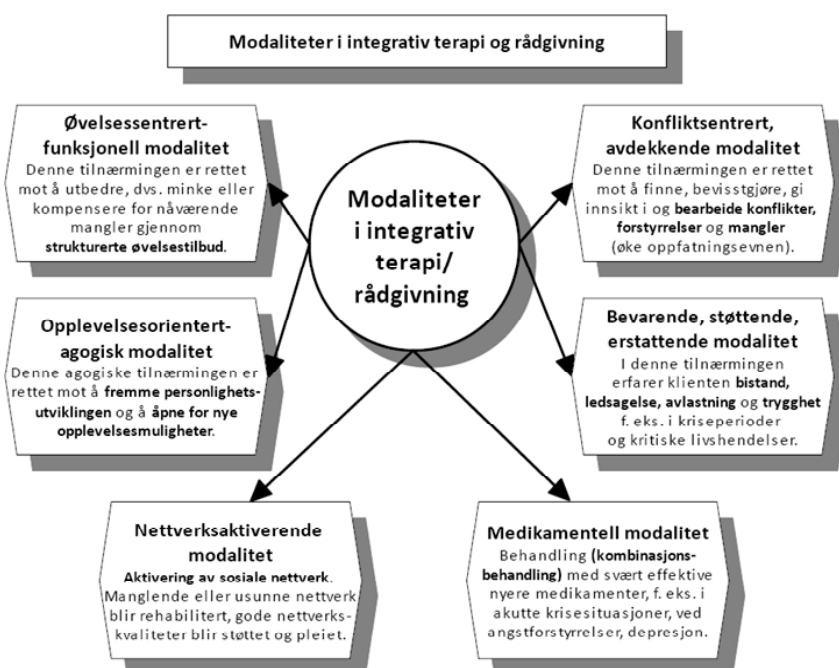 Modaliteter i integrativ terapi og rådgivning
Øvelsessentrert-
funksjonell modalitet
Denne tilnærmingen er rettet
mot å utbedre, dvs. minke eller
kompensere for nåværende
mangler gjennom
strukturerte øvelsestilbud.
Konfliktsentrert,
avdekkende modalitet
Denne tilnærmingen er rettet
mot å finne, bevisstgjøre, gi
innsikt i og bearbeide konflikter,
forstyrrelser og mangler
(øke oppfatningsevnen).
Modaliteter
i integrativ
terapi/
rådgivning
Opplevelsesorientert-
agogisk modalitet
Denne agogiske tilnærmingen er
rettet mot å fremme personlighets-
utviklingen og å åpne for nye
opplevelsesmuligheter.
Bevarende, støttende,
erstattende modalitet
I denne tilnærmingen
erfarer klienten bistand,
ledsagelse, avlastning og trygghet
f. eks. i kriseperioder
og kritiske livshendelser.
Nettverksaktiverende
modalitet
Aktivering av sosiale nettverk.
Manglende eller usunne nettverk
blir rehabilitert, gode nettverks-
kvaliteter blir støttet og pleiet.
Medikamentell modalitet
Behandling (kombinasjons-
behandling) med svært effektive
nyere medikamenter, f. eks. i
akutte krisesituasjoner, ved
angstforstyrrelser, depresjon.